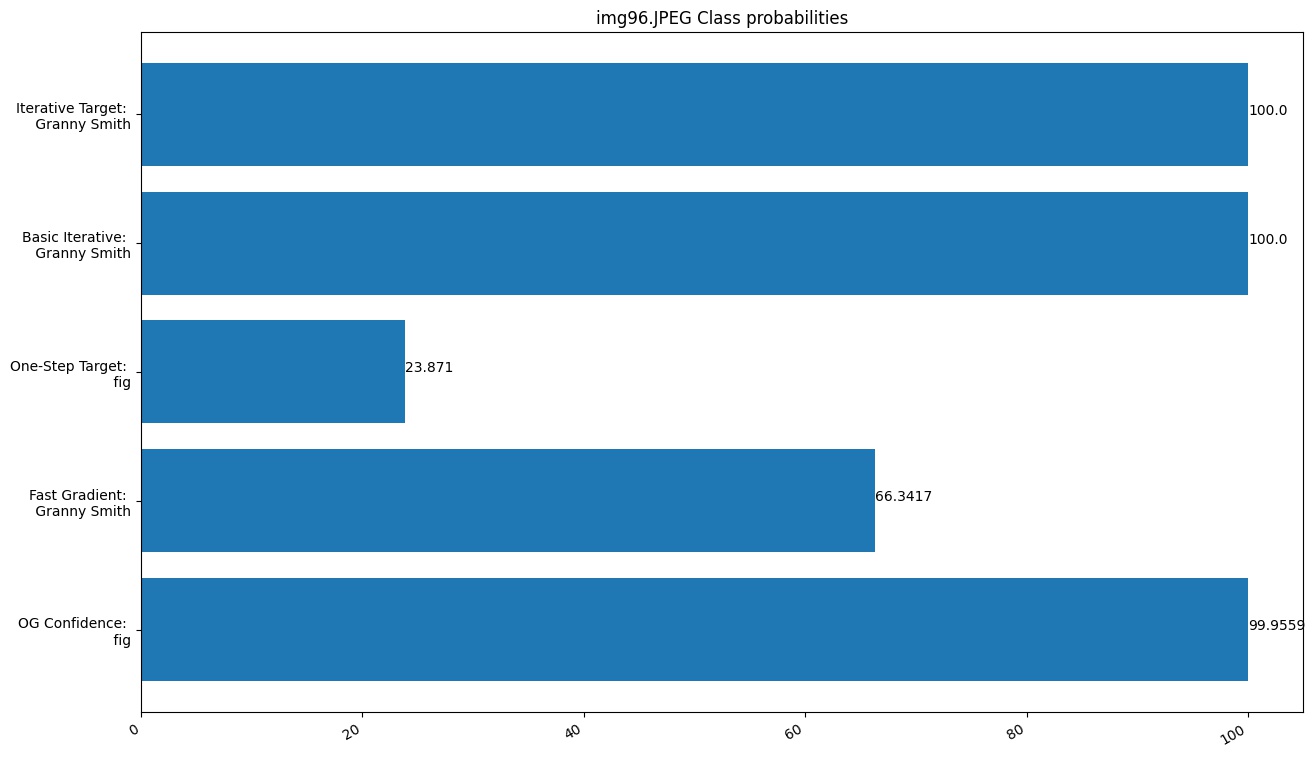 img96.JPEG Class probabilities
Iterative Target:
Granny Smith
100.0
Basic Iterative:
Granny Smith
100.0
One-Step Target:
fig
23.871
Fast Gradient:
Granny Smith
66.3417
OG Confidence:
fig
99.9559
0 20 40 60 80 100